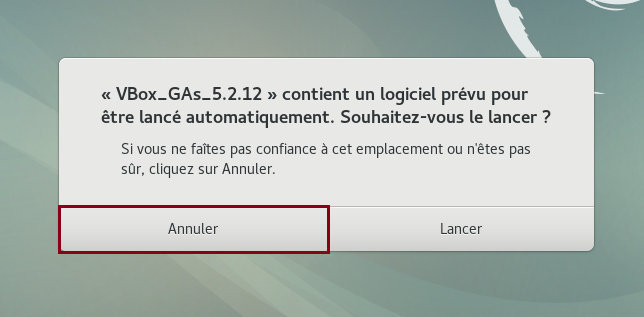 « VBox_GAs_5.2.12 » contient un logiciel prévu pour
être lancé automatiquement. Souhaitez-vous le lancer ?
Si vous ne faîtes pas confiance à cet emplacement ou n'êtes pas
sûr, cliquez sur Annuler.
Annuler
Lancer